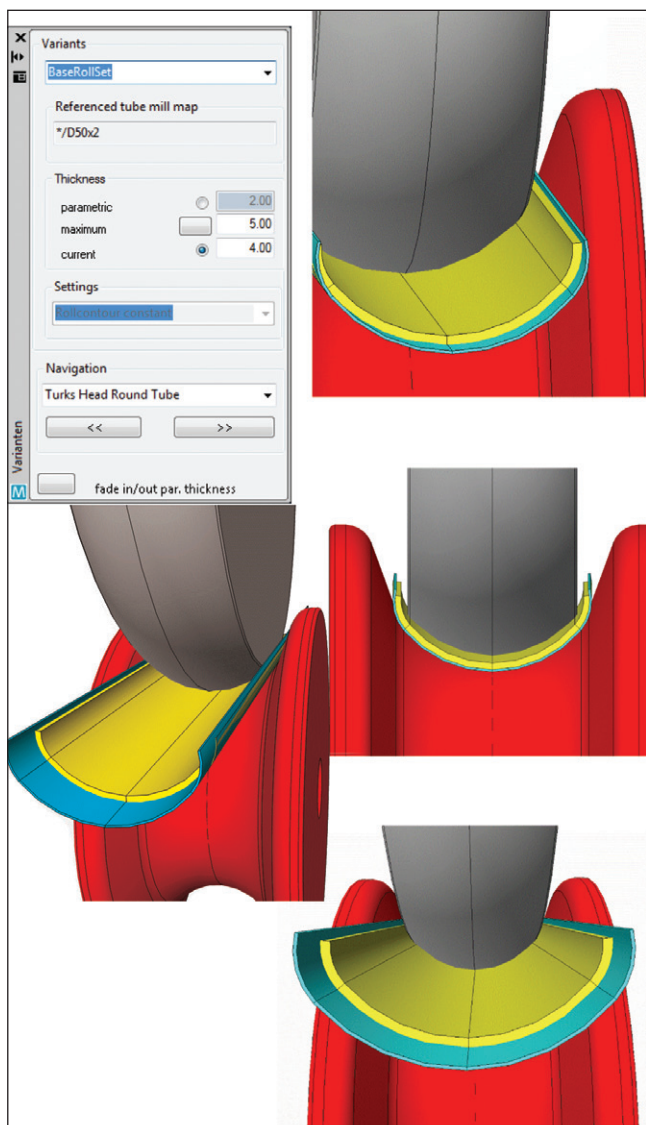 Variants
BaseRollSet
Referenced tube mill map
*/D50x2
Thickness
parametric 2.00
maximum 5.00
current 4.00
Settings
Rollcontour constant
Navigation
Turks Head Round Tube
<< >>
fade in/out par. thickness
Varianten
M